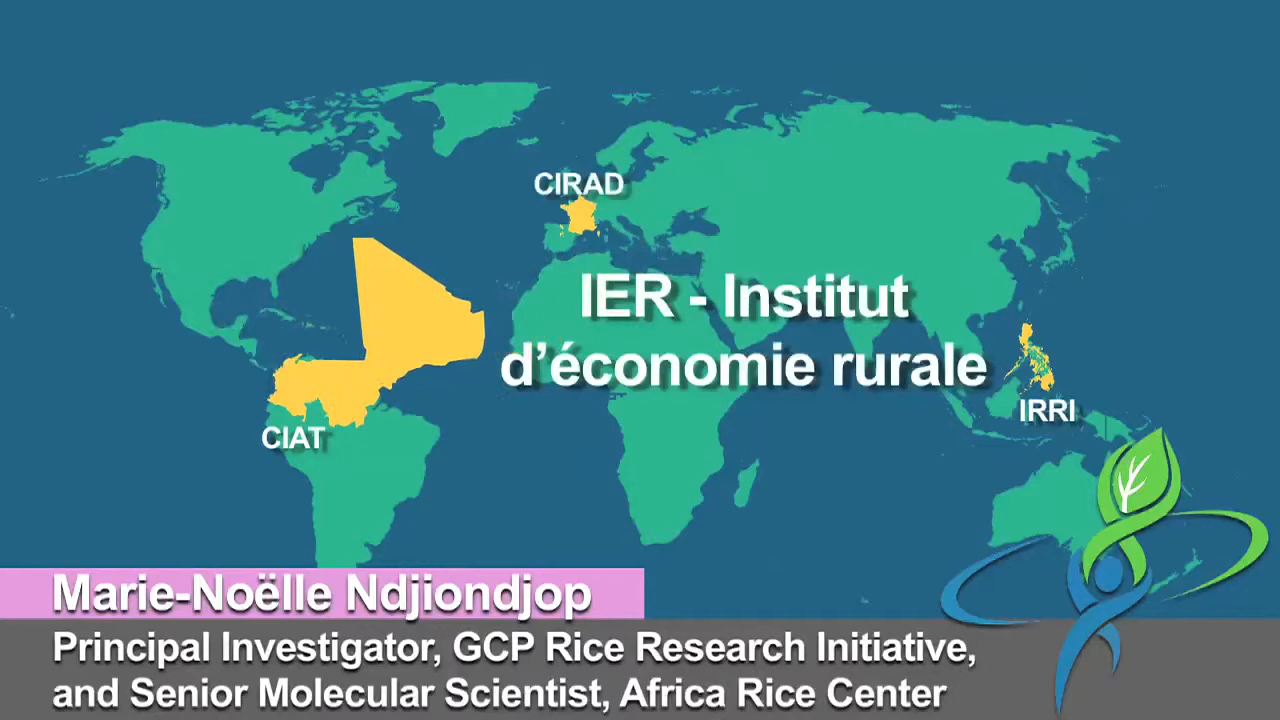 CIRAD
IER - Institut
d'économie rurale
IRRI
CIAT
Marie-Noëlle Ndjiondjop
Principal Investigator, GCP Rice Research Initiative,
and Senior Molecular Scientist, Africa Rice Center